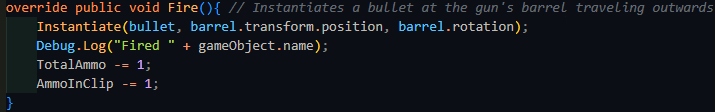 override public void Fire(){ // Instantiates a bullet at the gun's barrel traveling outwards
Instantiate(bullet, barrel.transform.position, barrel.rotation);
Debug.Log("Fired " + gameObject.name);
TotalAmmo -= 1;
AmmoInClip -= 1;
}